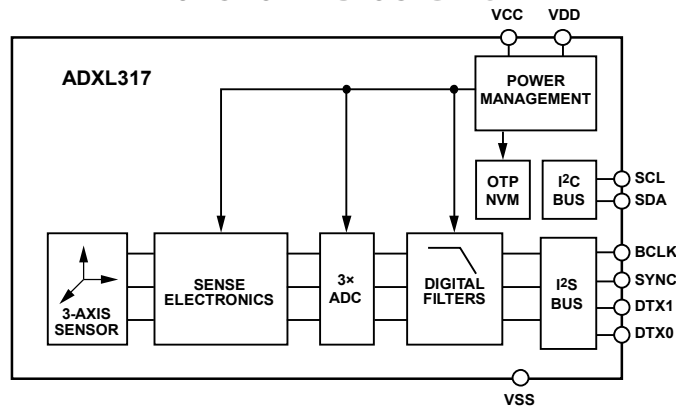 VCC VDD
ADXL317
POWER
MANAGEMENT
OTP
NVM
I²C
BUS
SCL
SDA
3-AXIS
SENSOR
SENSE
ELECTRONICS
3×
ADC
DIGITAL
FILTERS
I²S
BUS
BCLK
SYNC
DTX1
DTX0
VSS